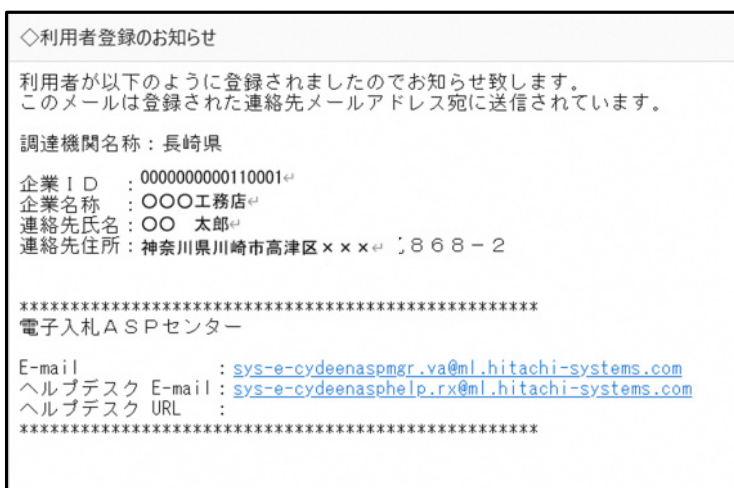 ◇利用者登録のお知らせ
利用者が以下のように登録されましたのでお知らせ致します。
このメールは登録された連絡先メールアドレス宛に送信されています。
調達機関名称：長崎県
企業ＩＤ　：0000000000110001↵
企業名称　：〇〇〇工務店↵
連絡先氏名：〇〇　太郎↵
連絡先住所：神奈川県川崎市高津区×××↵ ８６８－２
***************************************************
電子入札ＡＳＰセンター
E-mail　　　　　　　：sys-e-cydeenaspmgr.va@ml.hitachi-systems.com
ヘルプデスク E-mail：sys-e-cydeenasphelp.rx@ml.hitachi-systems.com
ヘルプデスク URL　：
***************************************************